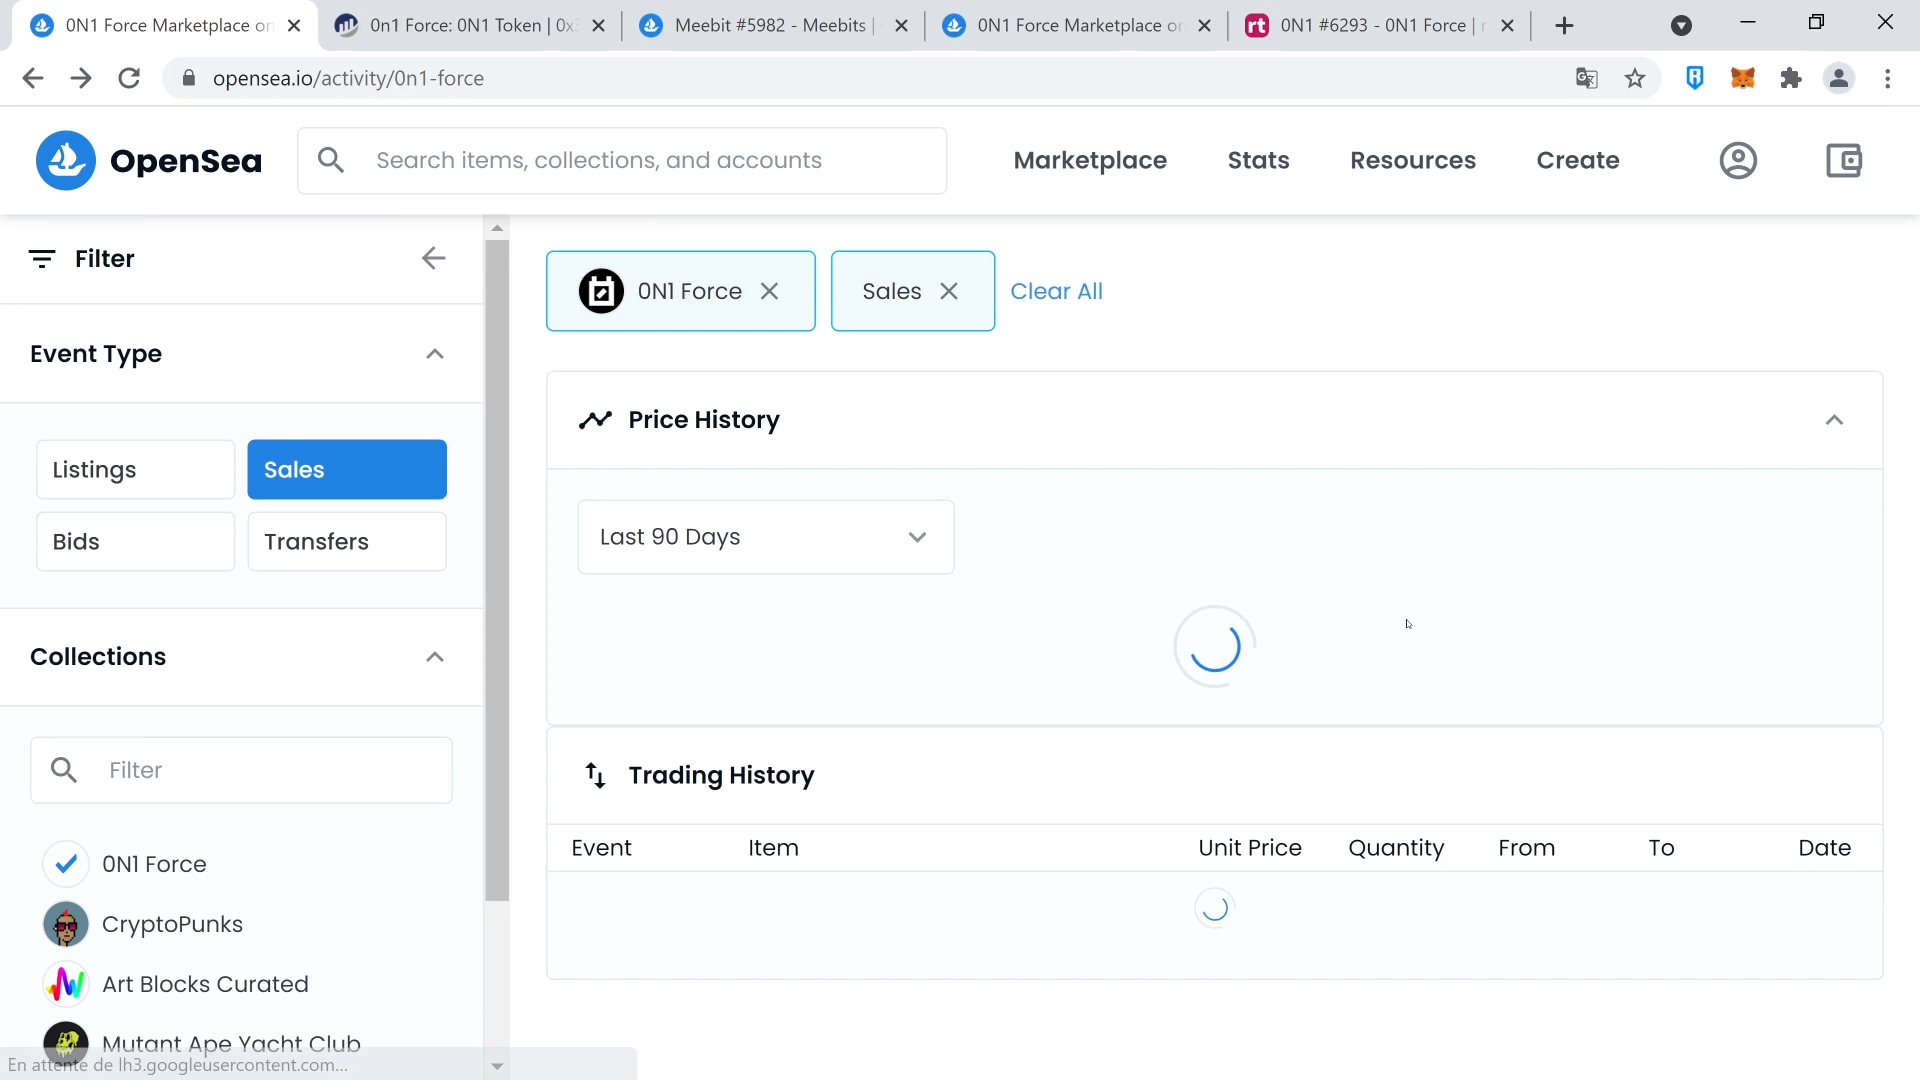 0N1 Force Marketplace on
0n1 Force: 0N1 Token | 0x3
Meebit #5982 - Meebits |
0N1 Force Marketplace on
rt
0N1 #6293 - 0N1 Force | r
opensea.io/activity/0n1-force
OpenSea
Search items, collections, and accounts
Marketplace
Stats
Resources
Create
Filter
0N1 Force
Sales
Clear All
Event Type
Price History
Listings
Sales
Bids
Transfers
Last 90 Days
Collections
Filter
Trading History
Event
Item
Unit Price
Quantity
From
To
Date
0N1 Force
CryptoPunks
Art Blocks Curated
Mutant Ape Yacht Club
En attente de lh3.googleusercontent.com...